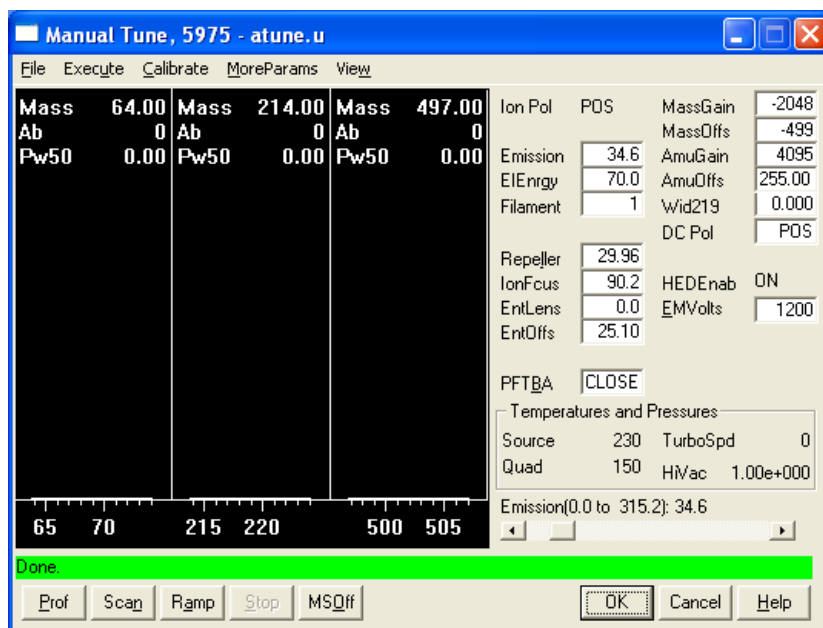 Manual Tune, 5975 - atune.u
File Execute Calibrate MoreParams View
Mass 64.00 Mass 214.00 Mass 497.00
Ab 0 Ab 0 Ab 0
Pw50 0.00 Pw50 0.00 Pw50 0.00
65 70 215 220 500 505
Ion Pol POS MassGain -2048
MassOffs -499
Emission 34.6 AmuGain 4095
ElEnrgy 70.0 AmuOffs 255.00
Filament 1 Wid219 0.000
DC Pol POS
Repeller 29.96
IonFcus 90.2 HEDEnab ON
EntLens 0.0 EMVolts 1200
EntOffs 25.10
PFTBA CLOSE
Temperatures and Pressures
Source 230 TurboSpd 0
Quad 150 HiVac 1.00e+000
Emission(0.0 to 315.2): 34.6
Done.
Prof Scan Ramp Stop MSOff OK Cancel Help